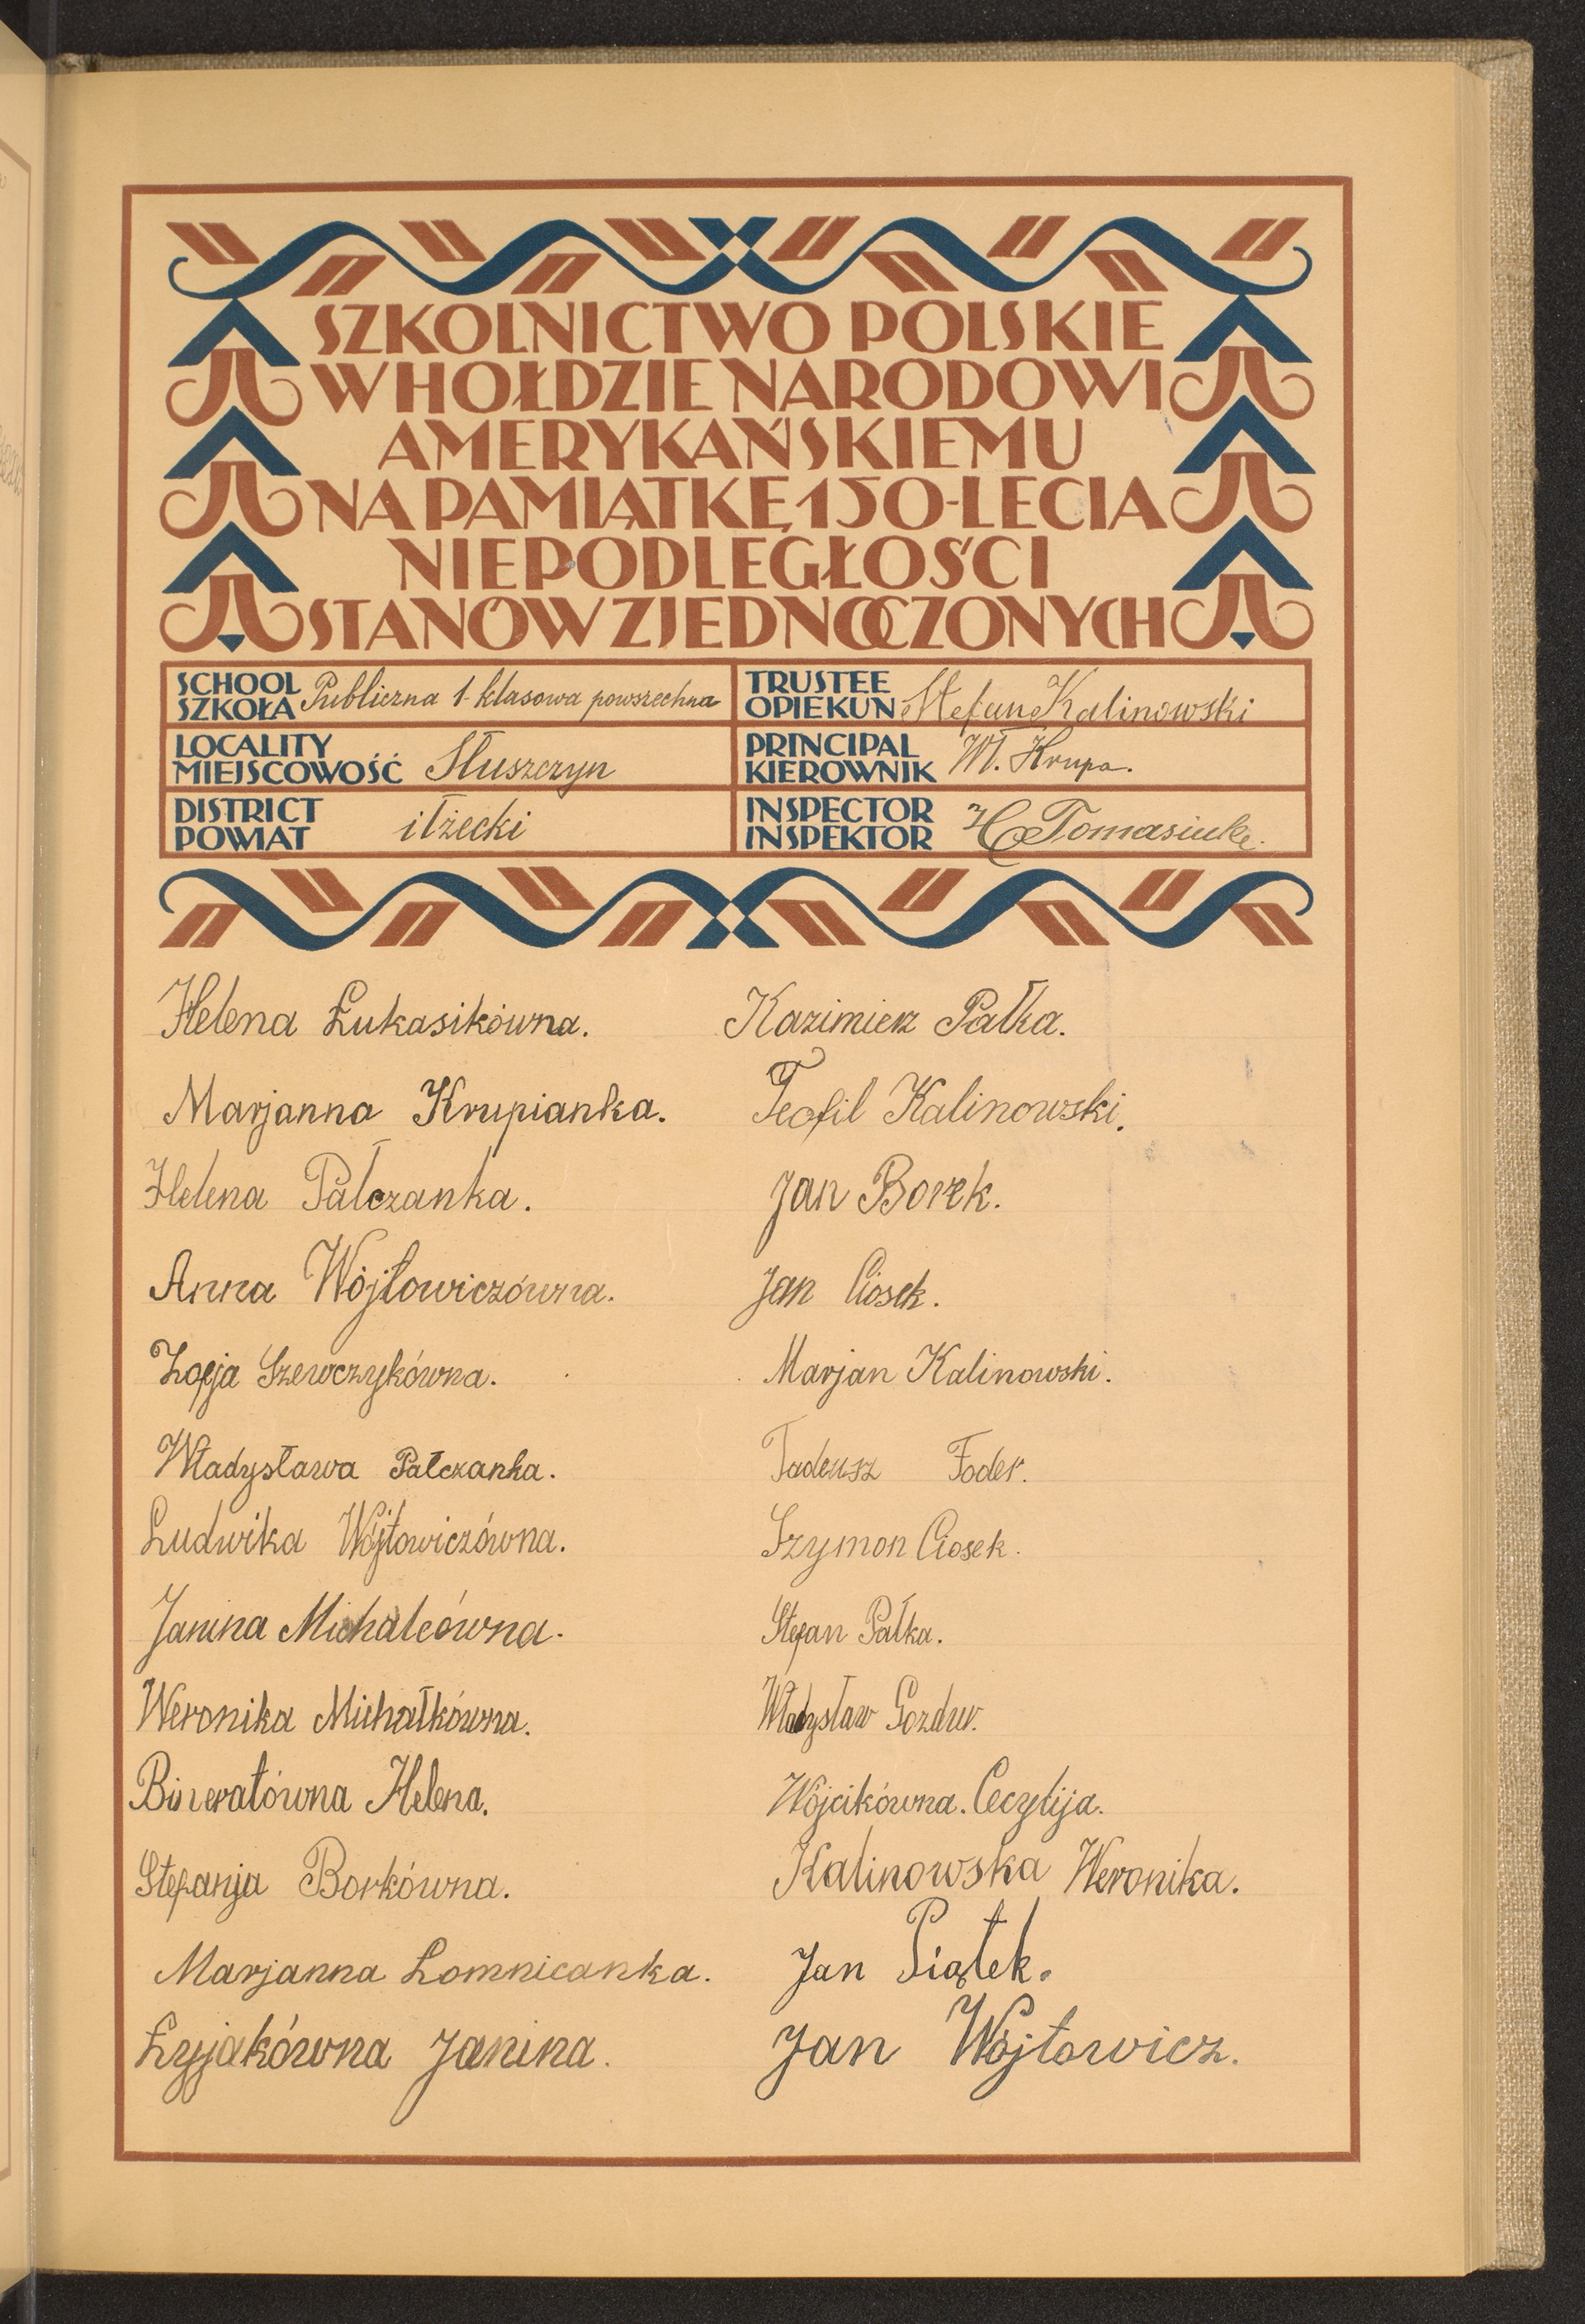 SZKOLNICTWO POLSKIE
W HOŁDZIE NARODOWI
AMERYKAŃSKIEMU
NA PAMIĄTKĘ 150-LECIA
NIEPODLEGŁOŚCI
STANÓW ZJEDNOCZONYCH
SCHOOL
SZKOŁA Publiczna 1-klasowa powszechna
TRUSTEE
OPIEKUN Stefan Kalinowski
LOCALITY
MIEJSCOWOŚĆ Słuszczyn
PRINCIPAL
KIEROWNIK Wł. Krupa.
DISTRICT
POWIAT iłżecki
INSPECTOR
INSPEKTOR
Helena Łukasikówna.
Marjanna Krupianka.
Helena Pałczanka.
Anna Wójtowiczówna.
Zofja Szewczykówna.
Władysława Pałczanka.
Ludwika Wójtowiczówna.
Janina
Weronika Michałkówna.
Helena.
Stefanja Borkówna.
Marjanna Łomnicanka.
Łyjakówna Janina.
Kazimierz Pałka.
Teofil Kalinowski.
Jan Borek.
Jan Ciosek.
Marjan Kalinowski.
Tadeusz Foder.
Szymon Ciosek.
Stefan Pałka.
Władysław
Wójcikówna. Cecylija.
Kalinowska Weronika.
Jan Piątek.
Jan Wójtowicz.